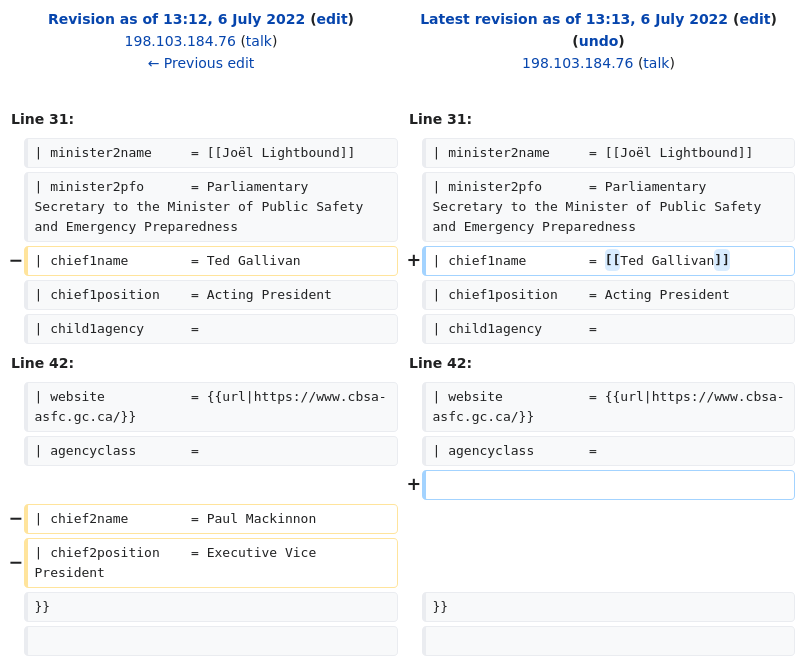 Revision as of 13:12, 6 July 2022 (edit)
198.103.184.76 (talk)
← Previous edit
Latest revision as of 13:13, 6 July 2022 (edit)
(undo)
198.103.184.76 (talk)
Line 31:
Line 31:
| minister2name     = [[Joël Lightbound]]
| minister2name     = [[Joël Lightbound]]
| minister2pfo      = Parliamentary
Secretary to the Minister of Public Safety
and Emergency Preparedness
| minister2pfo      = Parliamentary
Secretary to the Minister of Public Safety
and Emergency Preparedness
− | chief1name        = Ted Gallivan
+ | chief1name        = [[Ted Gallivan]]
| chief1position    = Acting President
| chief1position    = Acting President
| child1agency      =
| child1agency      =
Line 42:
Line 42:
| website           = {{url|https://www.cbsa-
asfc.gc.ca/}}
| website           = {{url|https://www.cbsa-
asfc.gc.ca/}}
| agencyclass       =
| agencyclass       =
+
− | chief2name        = Paul Mackinnon
− | chief2position    = Executive Vice
President
}}
}}